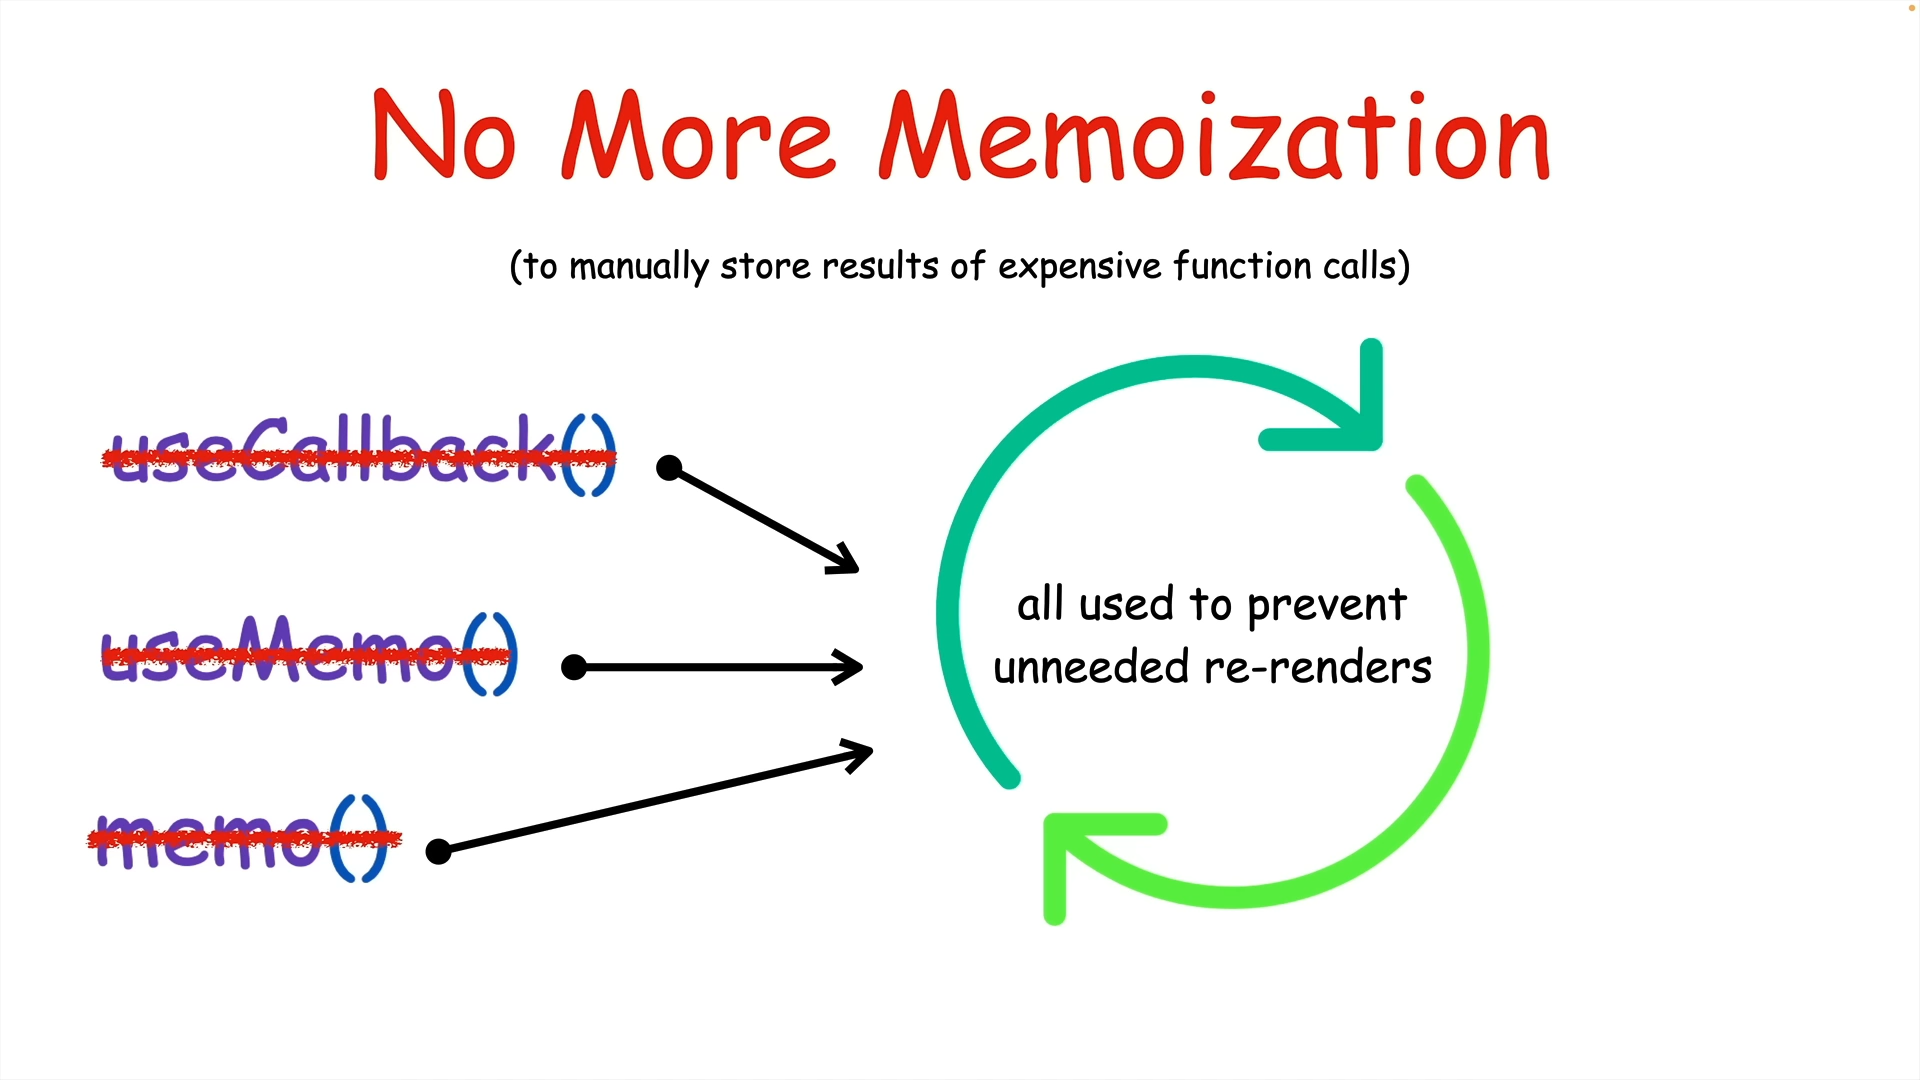 No More Memoization
(to manually store results of expensive function calls)
useCallback()
useMemo()
memo()
all used to prevent
unneeded re-renders